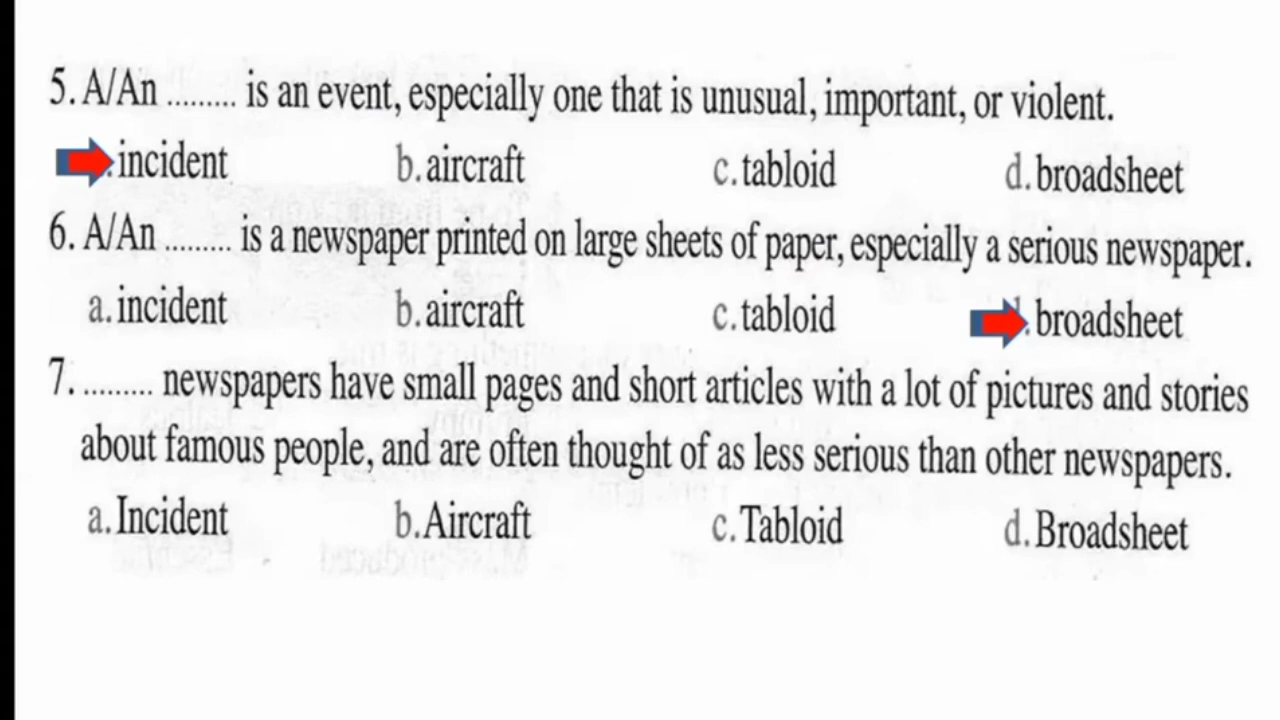 5. A/An ......... is an event, especially one that is unusual, important, or violent.
incident b. aircraft c. tabloid d. broadsheet
6. A/An ......... is a newspaper printed on large sheets of paper, especially a serious newspaper.
a. incident b. aircraft c. tabloid broadsheet
7. ......... newspapers have small pages and short articles with a lot of pictures and stories
about famous people, and are often thought of as less serious than other newspapers.
a. Incident b. Aircraft c. Tabloid d. Broadsheet